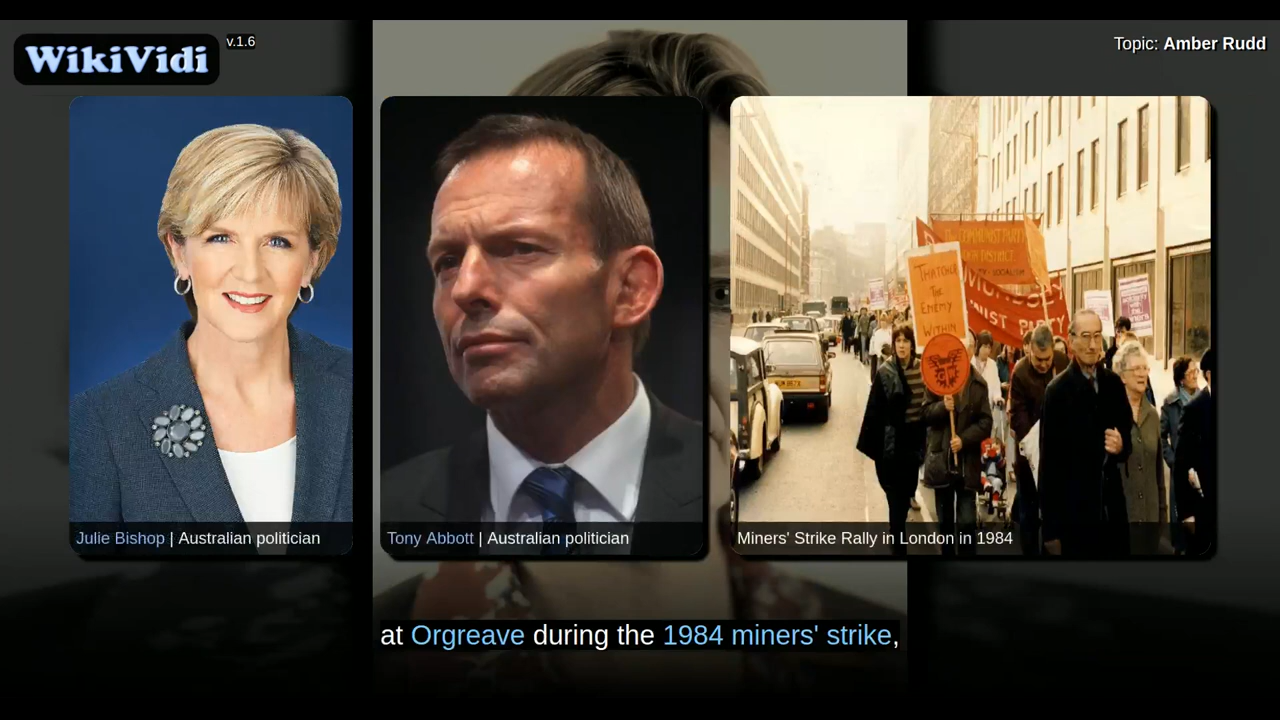 WikiVidi
v.1.6
Topic: Amber Rudd
THATCHER
THE
ENEMY
WITHIN
Julie Bishop | Australian politician
Tony Abbott | Australian politician
Miners' Strike Rally in London in 1984
at Orgreave during the 1984 miners' strike,